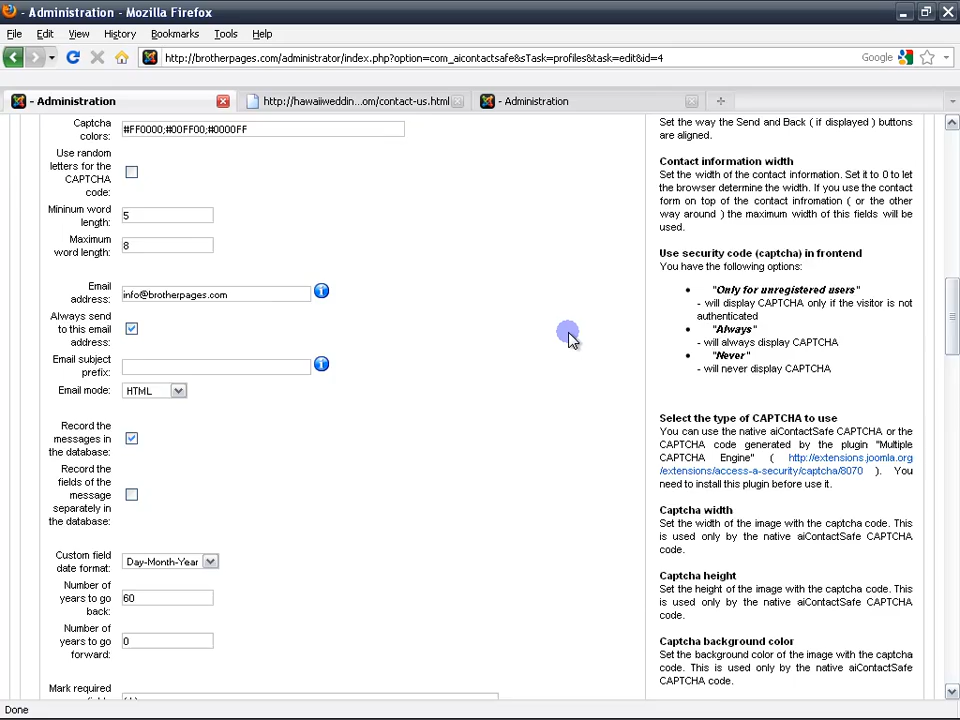 - Administration - Mozilla Firefox
File Edit View History Bookmarks Tools Help
http://brotherpages.com/administrator/index.php?option=com_aicontactsafe&sTask=profiles&task=edit&id=4
Google
- Administration
http://hawaiiweddin...om/contact-us.html
- Administration
Captcha
colors:
#FF0000;#00FF00;#0000FF
Use random
letters for the
CAPTCHA
code:
Mininum word
length:
5
Maximum
word length:
8
Email
address:
info@brotherpages.com
Always send
to this email
address:
Email subject
prefix:
Email mode:
HTML
Record the
messages in
the database:
Record the
fields of the
message
separately in
the database:
Custom field
date format:
Day-Month-Year
Number of
years to go
back:
60
Number of
years to go
forward:
0
Mark required
Set the way the Send and Back ( if displayed ) buttons
are aligned.
Contact information width
Set the width of the contact information. Set it to 0 to let
the browser determine the width. If you use the contact
form on top of the contact infromation ( or the other
way around ) the maximum width of this fields will be
used.
Use security code (captcha) in frontend
You have the following options:
• "Only for unregistered users"
- will display CAPTCHA only if the visitor is not
authenticated
• "Always"
- will always display CAPTCHA
• "Never"
- will never display CAPTCHA
Select the type of CAPTCHA to use
You can use the native aiContactSafe CAPTCHA or the
CAPTCHA code generated by the plugin "Multiple
CAPTCHA Engine" ( http://extensions.joomla.org
/extensions/access-a-security/captcha/8070 ). You
need to install this plugin before use it.
Captcha width
Set the width of the image with the captcha code. This
is used only by the native aiContactSafe CAPTCHA
code.
Captcha height
Set the height of the image with the captcha code. This
is used only by the native aiContactSafe CAPTCHA
code.
Captcha background color
Set the background color of the image with the captcha
code. This is used only by the native aiContactSafe
CAPTCHA code.
Done